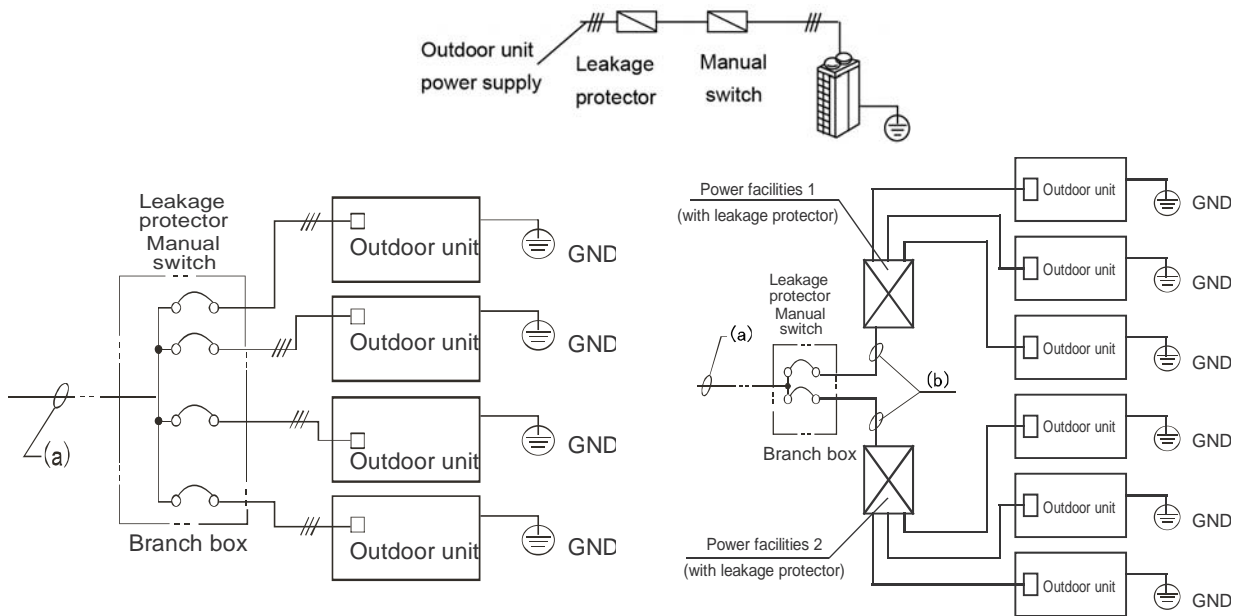 Outdoor unit
power supply
Leakage
protector
Manual
switch
Leakage
protector
Manual
switch
Outdoor unit
GND
Outdoor unit
GND
Outdoor unit
GND
Outdoor unit
GND
(a)
Branch box
Power facilities 1
(with leakage protector)
Leakage
protector
Manual
switch
(a)
(b)
Branch box
Power facilities 2
(with leakage protector)
Outdoor unit
GND
Outdoor unit
GND
Outdoor unit
GND
Outdoor unit
GND
Outdoor unit
GND
Outdoor unit
GND